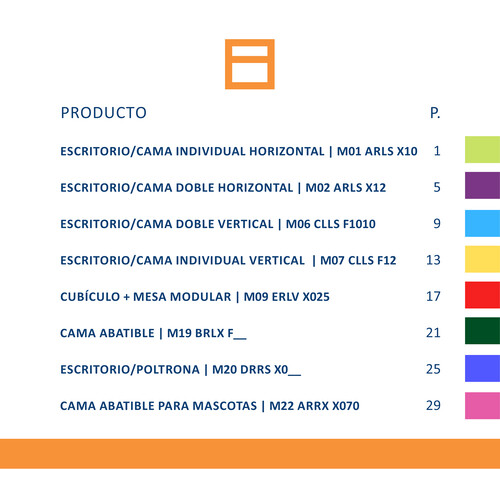 PRODUCTO P.
ESCRITORIO/CAMA INDIVIDUAL HORIZONTAL | M01 ARLS X10 1
ESCRITORIO/CAMA DOBLE HORIZONTAL | M02 ARLS X12 5
ESCRITORIO/CAMA DOBLE VERTICAL | M06 CLLS F1010 9
ESCRITORIO/CAMA INDIVIDUAL VERTICAL | M07 CLLS F12 13
CUBÍCULO + MESA MODULAR | M09 ERLV X025 17
CAMA ABATIBLE | M19 BRLX F__ 21
ESCRITORIO/POLTRONA | M20 DRRS X0__ 25
CAMA ABATIBLE PARA MASCOTAS | M22 ARRX X070 29